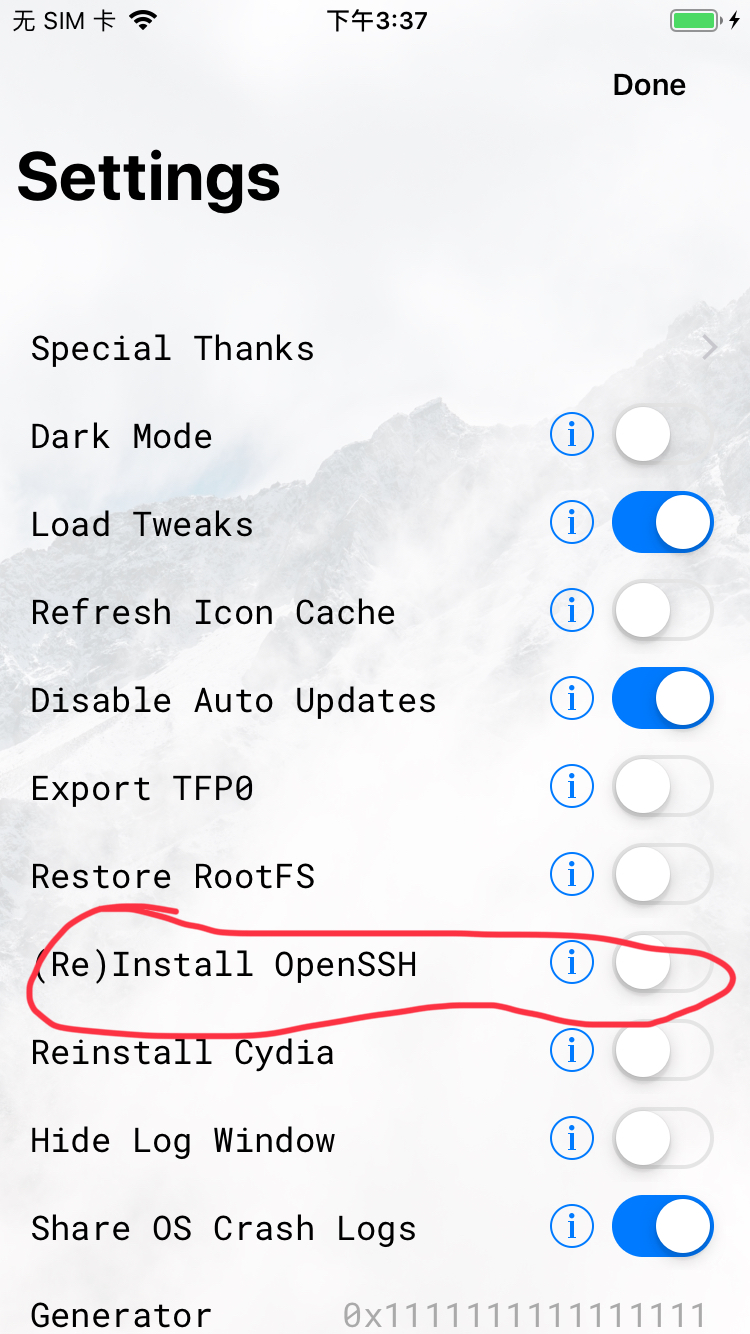 无 SIM 卡 下午3:37
Done
Settings
Special Thanks
Dark Mode
Load Tweaks
Refresh Icon Cache
Disable Auto Updates
Export TFP0
Restore RootFS
(Re)Install OpenSSH
Reinstall Cydia
Hide Log Window
Share OS Crash Logs
Generator 0x1111111111111111